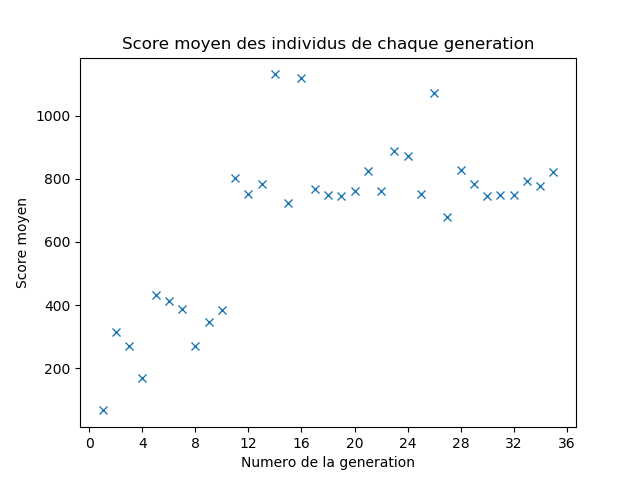 Score moyen des individus de chaque generation
Score moyen
1000
800
600
400
200
0 4 8 12 16 20 24 28 32 36
Numero de la generation